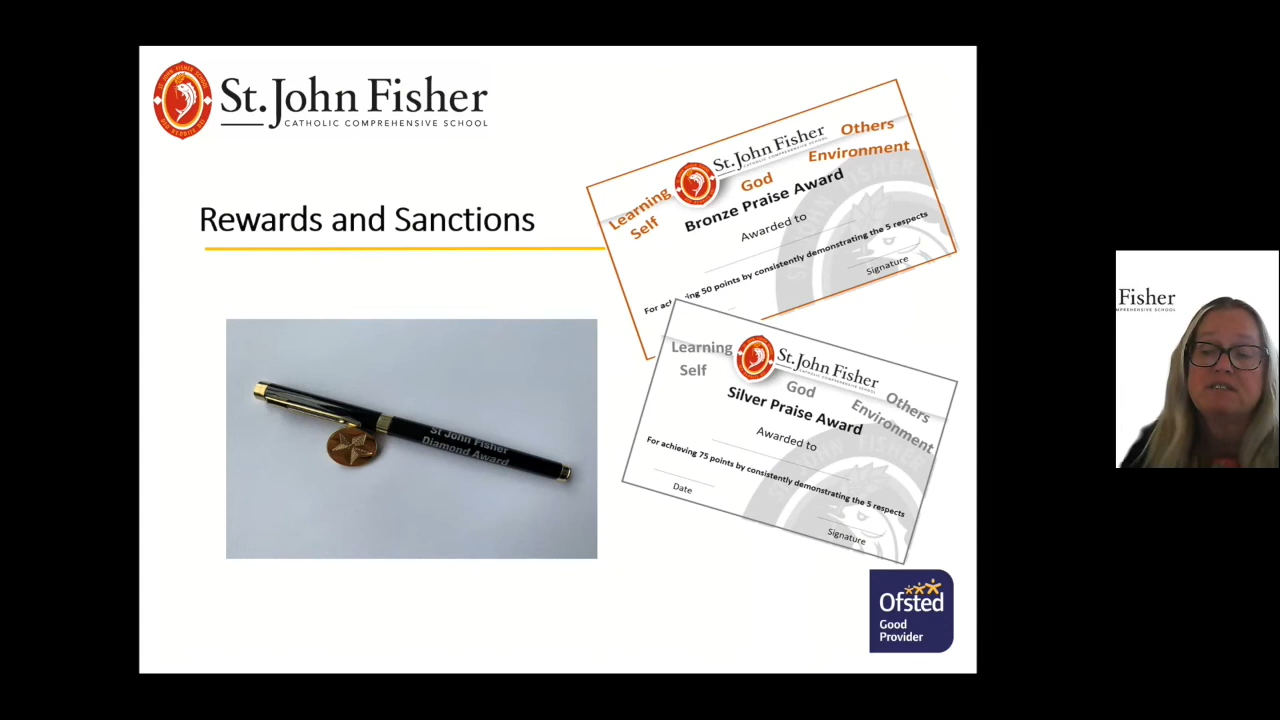 St. John Fisher
CATHOLIC COMPREHENSIVE SCHOOL
Rewards and Sanctions
St. John Fisher
CATHOLIC COMPREHENSIVE SCHOOL
Learning
Self
God
Others
Environment
Bronze Praise Award
Awarded to
50 points by consistently demonstrating the 5 respects
Signature
St. John Fisher
CATHOLIC COMPREHENSIVE SCHOOL
Learning
Self
God
Others
Environment
Silver Praise Award
Awarded to
For achieving 75 points by consistently demonstrating the 5 respects
Date
Signature
St John Fisher
Diamond Award
Ofsted
Good
Provider
Fisher